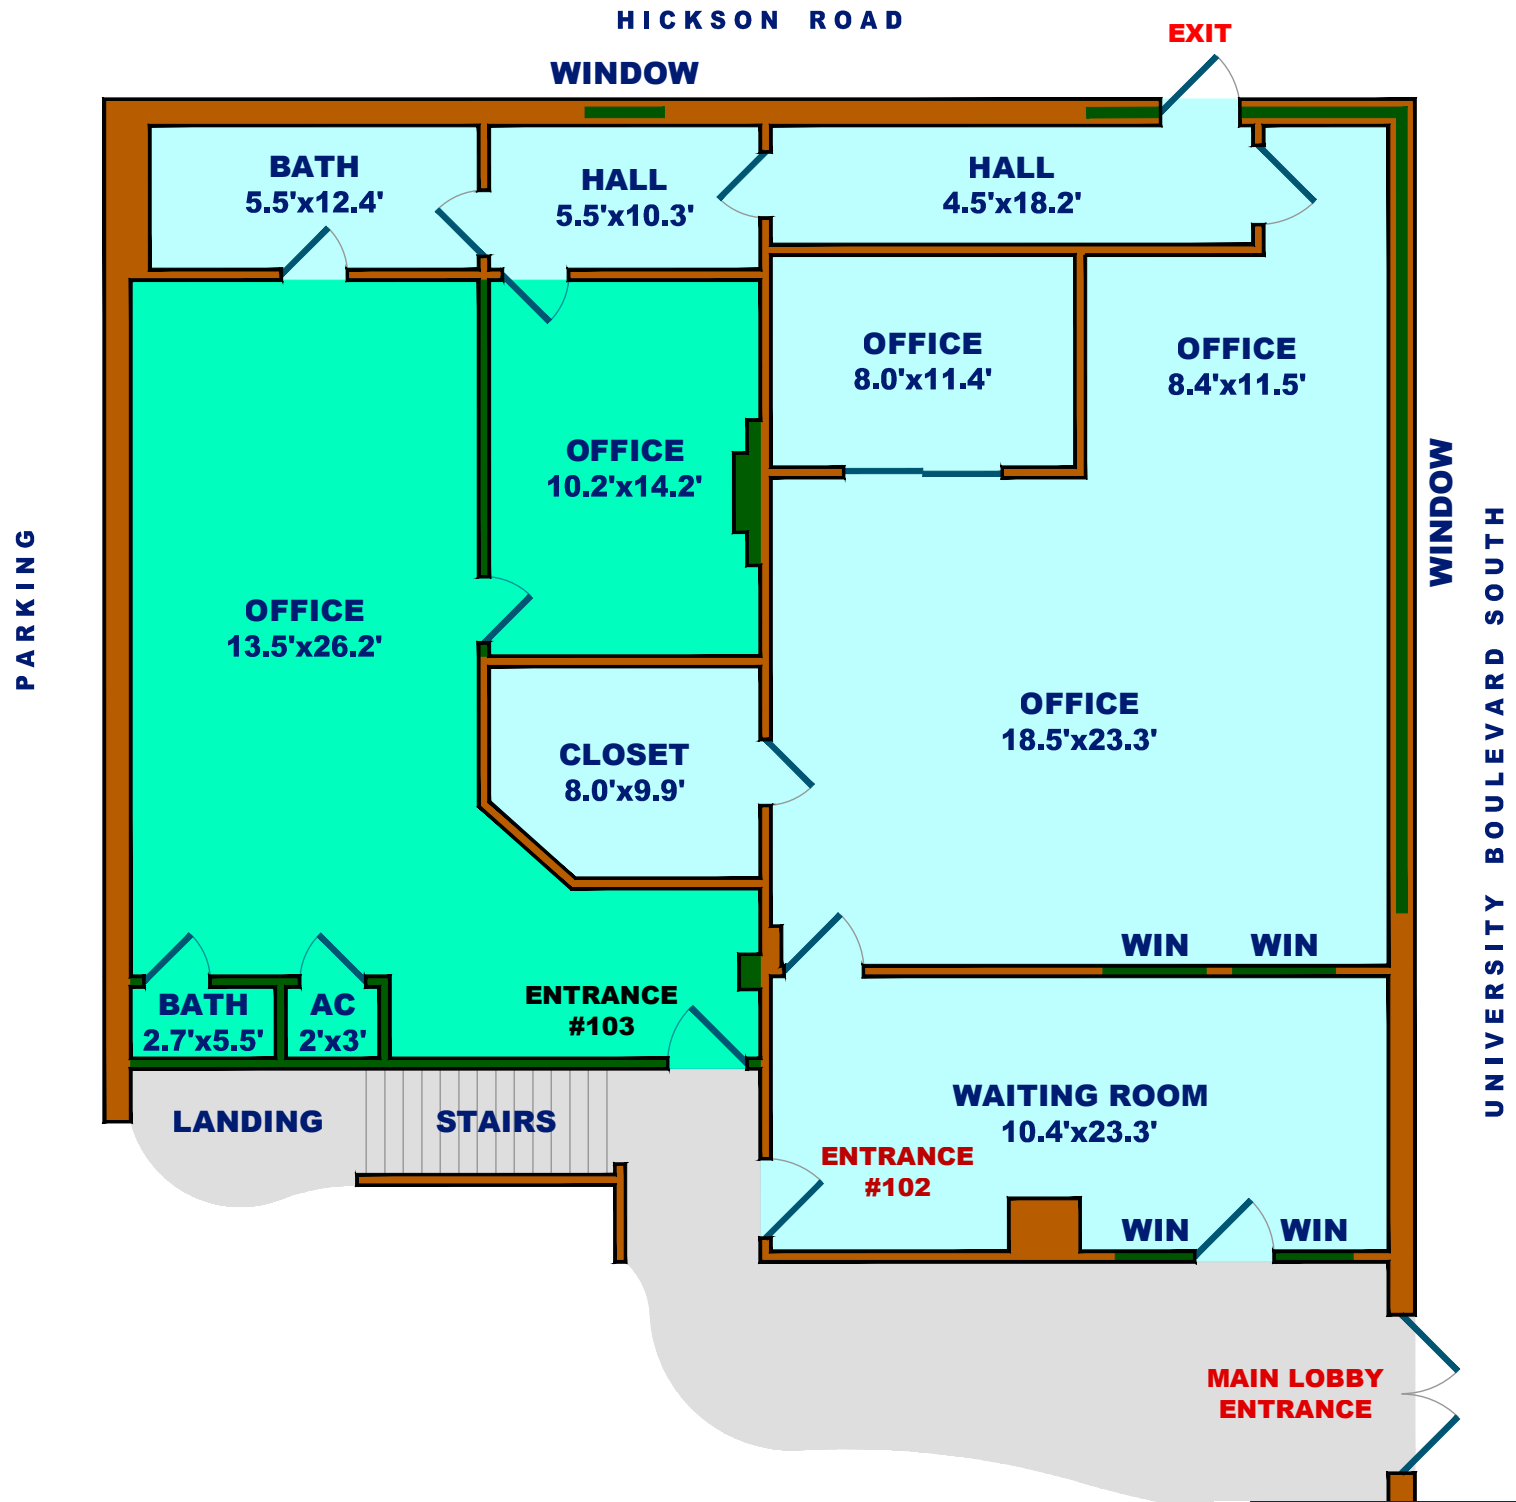 HICKSON ROAD
EXIT
WINDOW
BATH
5.5'x12.4'
HALL
5.5'x10.3'
HALL
4.5'x18.2'
OFFICE
8.0'x11.4'
OFFICE
8.4'x11.5'
OFFICE
10.2'x14.2'
WINDOW
UNIVERSITY BOULEVARD SOUTH
PARKING
OFFICE
13.5'x26.2'
OFFICE
18.5'x23.3'
CLOSET
8.0'x9.9'
WIN
WIN
BATH
2.7'x5.5'
AC
2'x3'
ENTRANCE
#103
LANDING
STAIRS
WAITING ROOM
10.4'x23.3'
ENTRANCE
#102
WIN
WIN
MAIN LOBBY
ENTRANCE